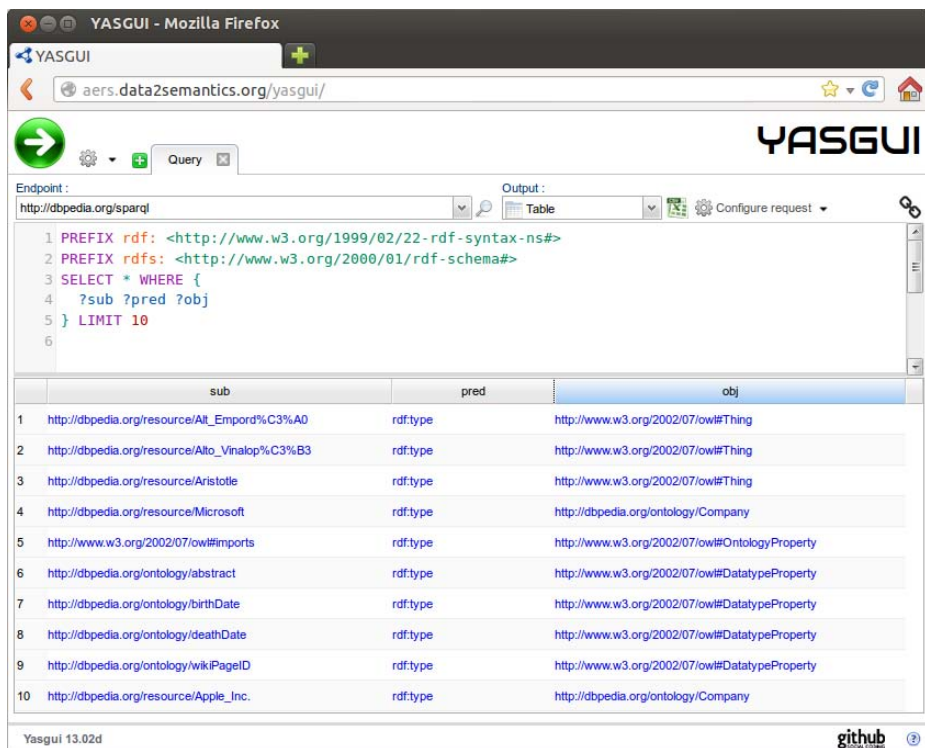 YASGUI - Mozilla Firefox
YASGUI
aers.data2semantics.org/yasgui/
YASGUI
Query
Endpoint :
Output :
http://dbpedia.org/sparql
Table
Configure request
1 PREFIX rdf: <http://www.w3.org/1999/02/22-rdf-syntax-ns#>
2 PREFIX rdfs: <http://www.w3.org/2000/01/rdf-schema#>
3 SELECT * WHERE {
4 ?sub ?pred ?obj
5 } LIMIT 10
6
sub pred obj
1 http://dbpedia.org/resource/Alt_Empord%C3%A0 rdf:type http://www.w3.org/2002/07/owl#Thing
2 http://dbpedia.org/resource/Alto_Vinalop%C3%B3 rdf:type http://www.w3.org/2002/07/owl#Thing
3 http://dbpedia.org/resource/Aristotle rdf:type http://www.w3.org/2002/07/owl#Thing
4 http://dbpedia.org/resource/Microsoft rdf:type http://dbpedia.org/ontology/Company
5 http://www.w3.org/2002/07/owl#imports rdf:type http://www.w3.org/2002/07/owl#OntologyProperty
6 http://dbpedia.org/ontology/abstract rdf:type http://www.w3.org/2002/07/owl#DatatypeProperty
7 http://dbpedia.org/ontology/birthDate rdf:type http://www.w3.org/2002/07/owl#DatatypeProperty
8 http://dbpedia.org/ontology/deathDate rdf:type http://www.w3.org/2002/07/owl#DatatypeProperty
9 http://dbpedia.org/ontology/wikiPageID rdf:type http://www.w3.org/2002/07/owl#DatatypeProperty
10 http://dbpedia.org/resource/Apple_Inc. rdf:type http://dbpedia.org/ontology/Company
Yasgui 13.02d
github
SOCIAL CODING
?